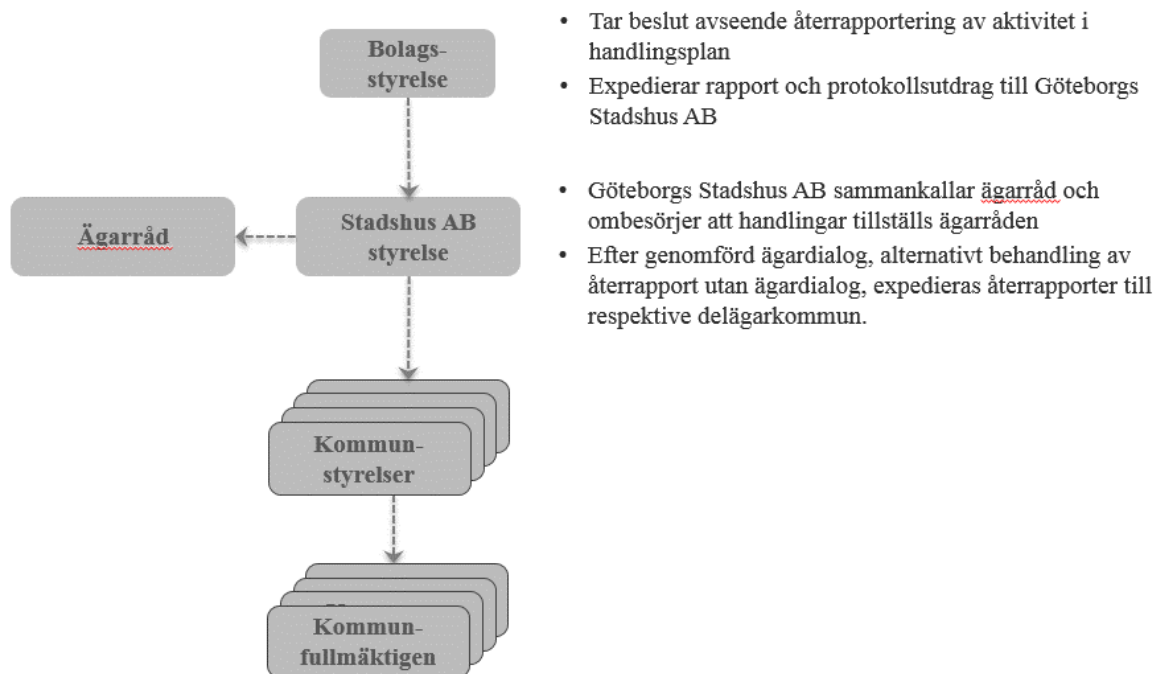 Bolags-
styrelse
• Tar beslut avseende återrapportering av aktivitet i
handlingsplan
• Expedierar rapport och protokollsutdrag till Göteborgs
Stadshus AB
Ägarråd
Stadshus AB
styrelse
• Göteborgs Stadshus AB sammankallar ägarråd och
ombesörjer att handlingar tillställs ägarråden
• Efter genomförd ägardialog, alternativt behandling av
återrapport utan ägardialog, expedieras återrapporter till
respektive delägarkommun.
Kommun-
styrelser
Kommun-
fullmäktigen